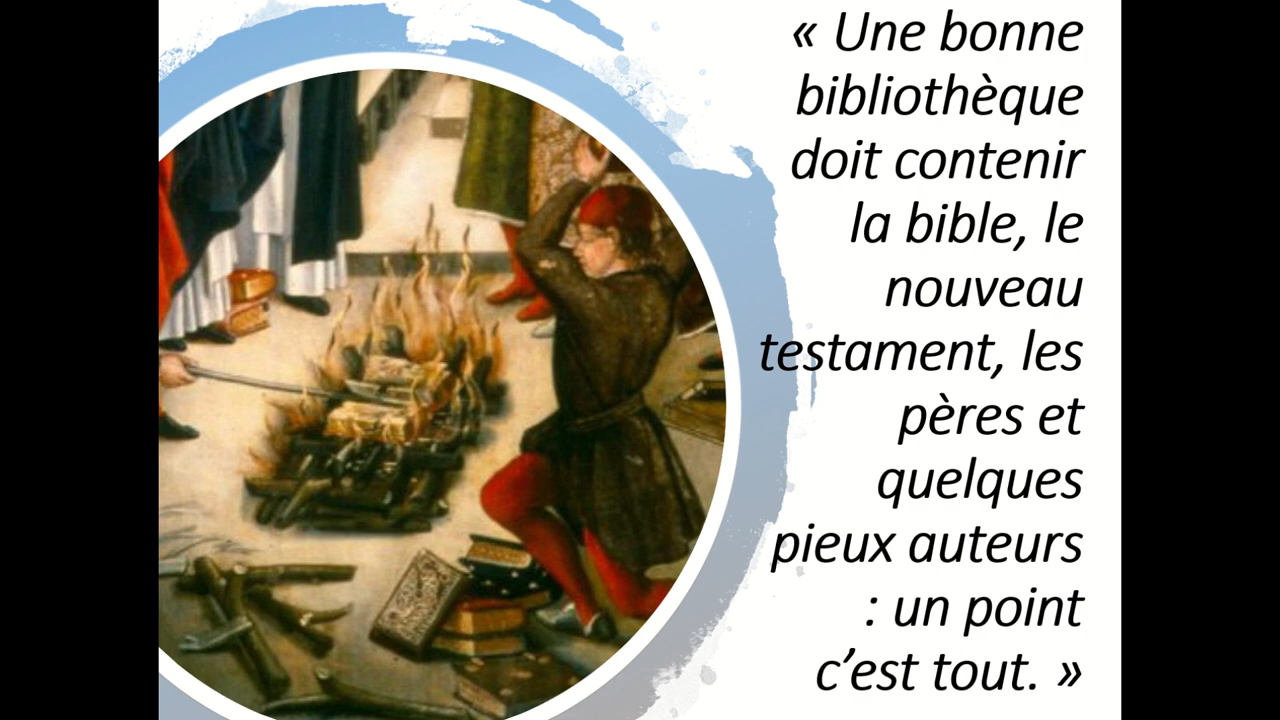 « Une bonne
bibliothèque
doit contenir
la bible, le
nouveau
testament, les
pères et
quelques
pieux auteurs
: un point
c’est tout. »